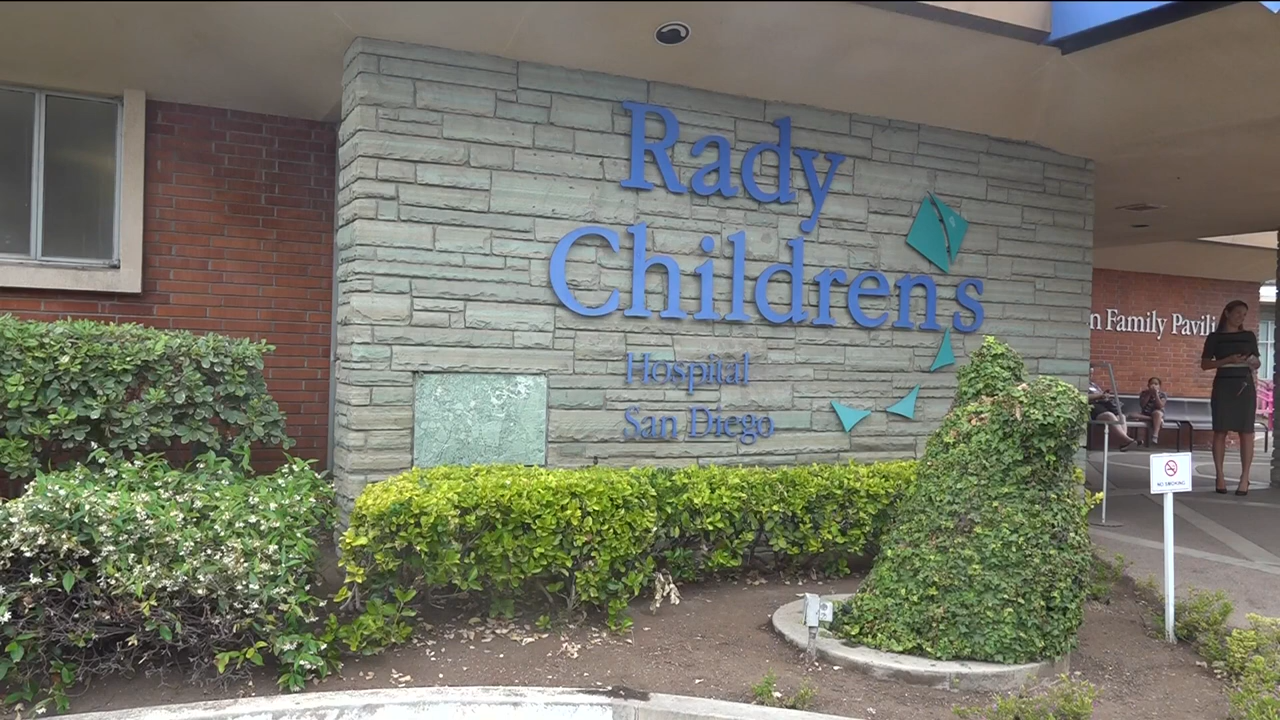 Rady
Childrens
Hospital
San Diego
n Family Pavili
NO SMOKING